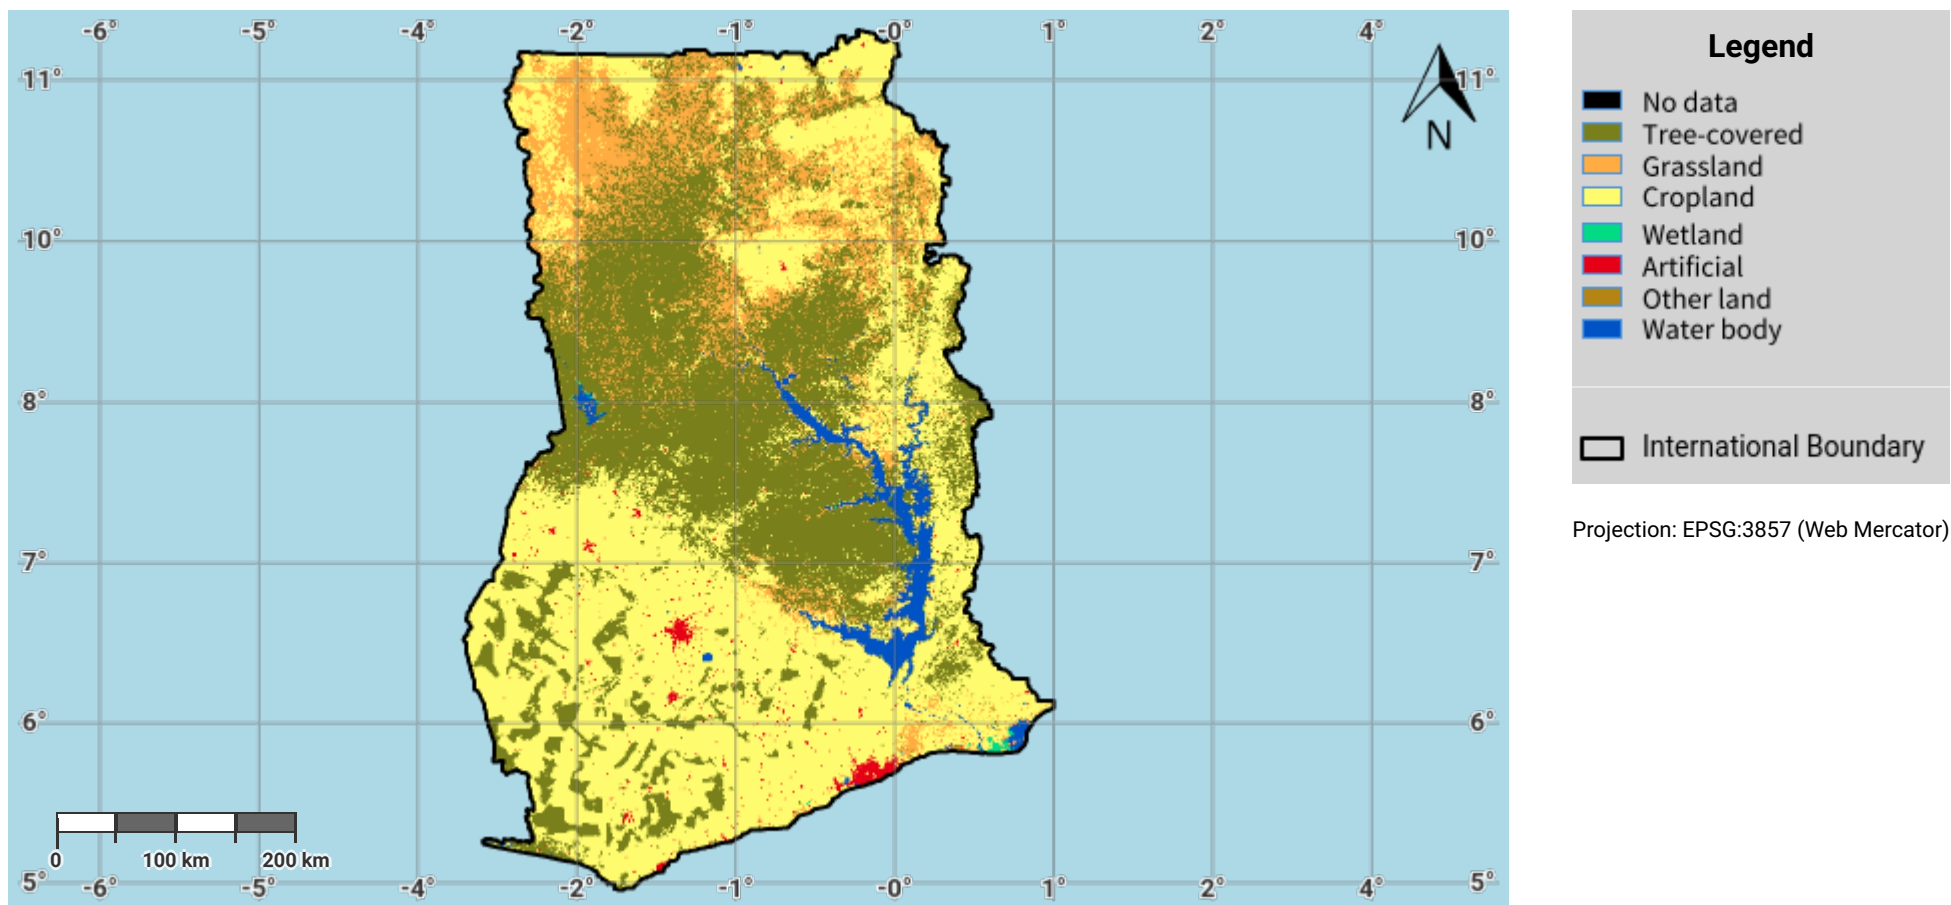 -6° -5° -4° -2° -1° -0° 1° 2° 4°
11° 11°
N
10° 10°
8° 8°
7° 7°
6° 6°
0 100 km 200 km
5° 5°
-6° -5° -4° -2° -1° -0° 1° 2° 4°
Legend
No data
Tree-covered
Grassland
Cropland
Wetland
Artificial
Other land
Water body
International Boundary
Projection: EPSG:3857 (Web Mercator)